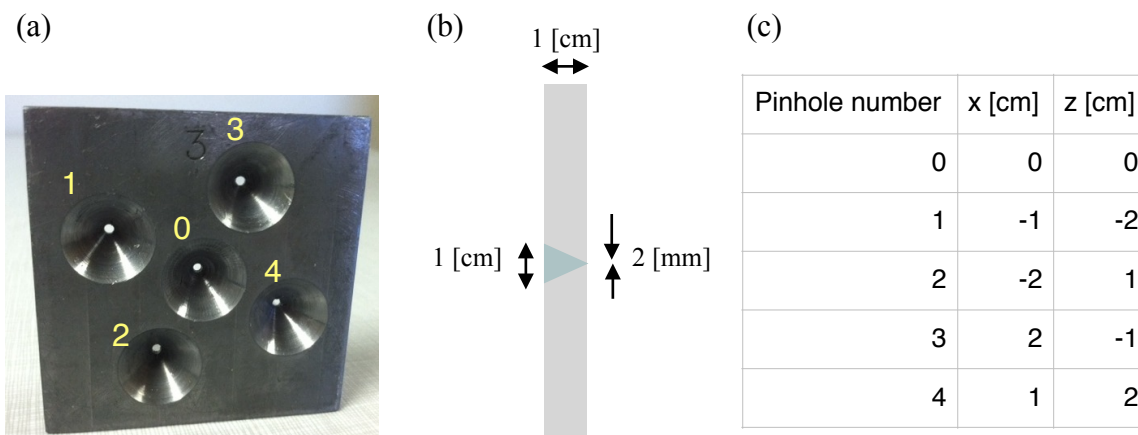 (a)
(b)
(c)
3
3
1
0
4
2
1 [cm]
1 [cm]
2 [mm]
Pinhole number x [cm] z [cm]
0 0 0
1 -1 -2
2 -2 1
3 2 -1
4 1 2